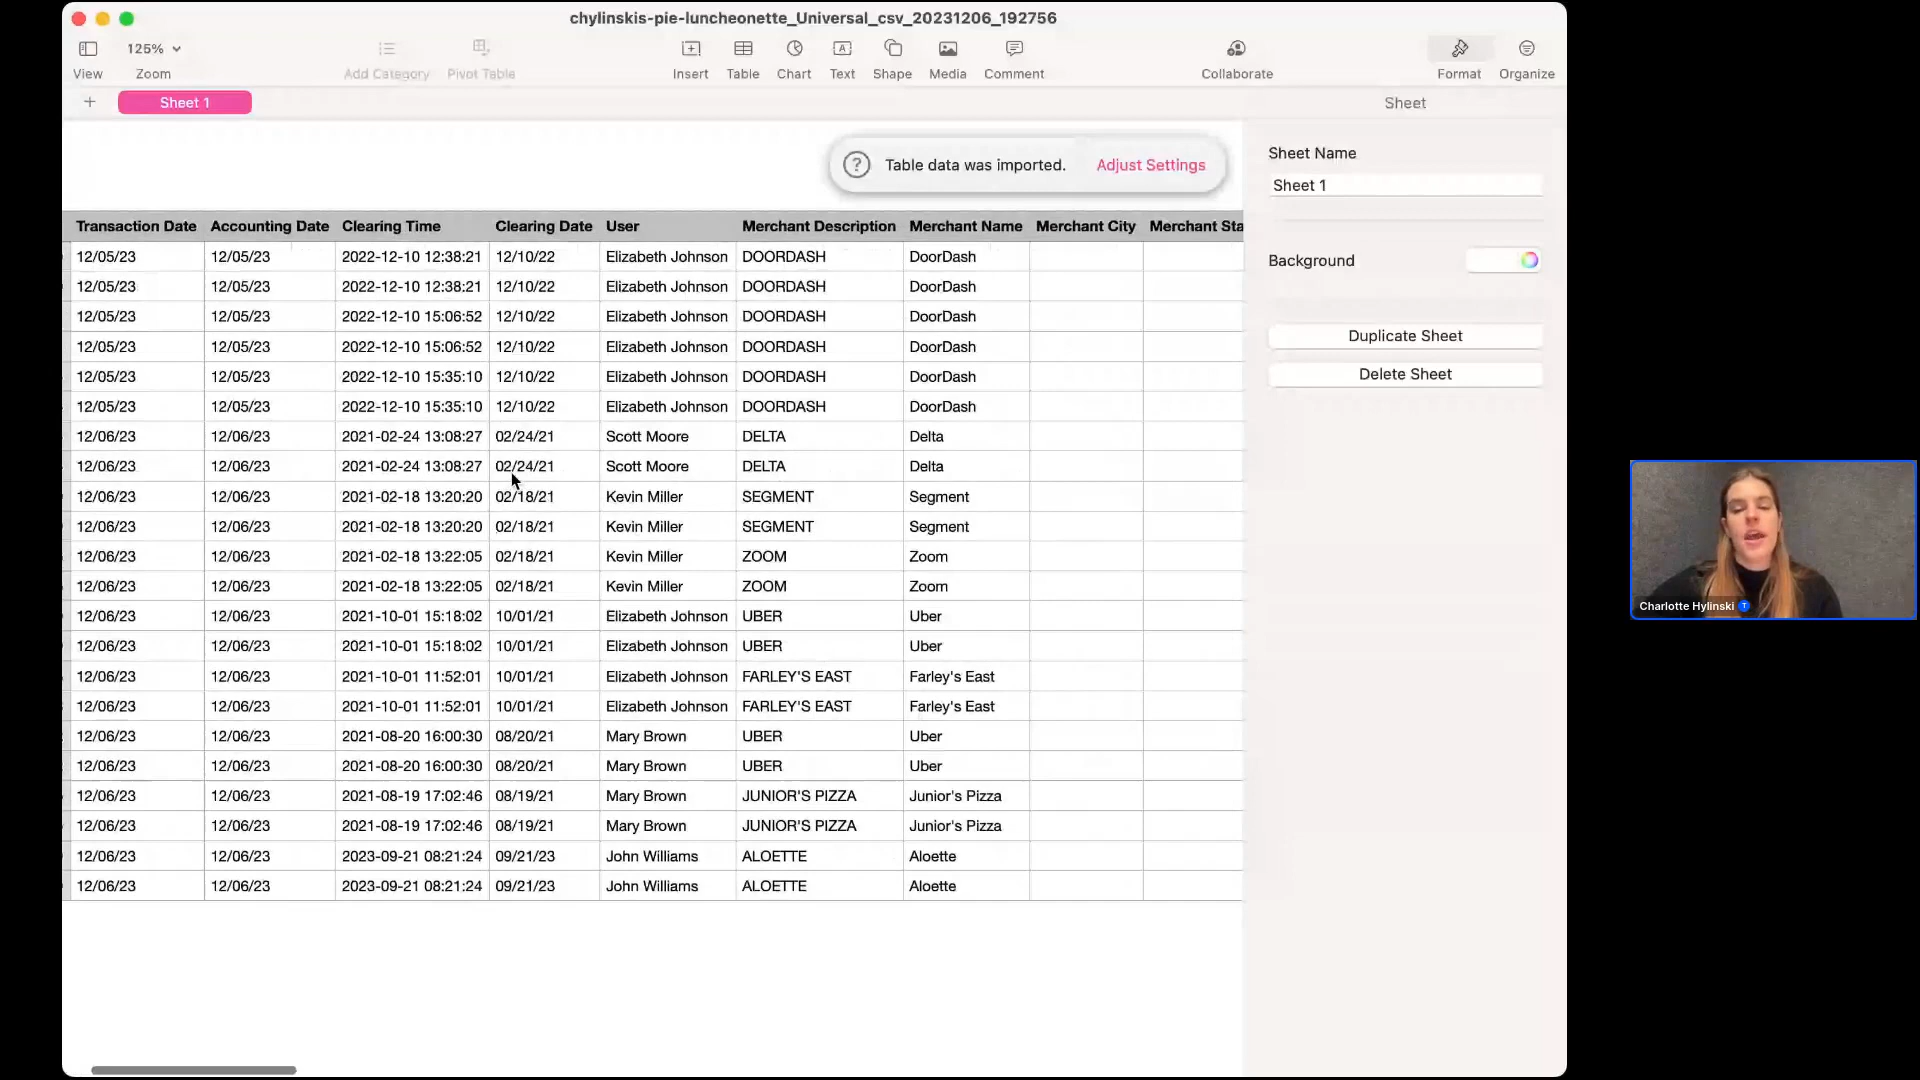 chylinskis-pie-luncheonette_Universal_csv_20231206_192756
125%
View Zoom Add Category Pivot Table Insert Table Chart Text Shape Media Comment Collaborate Format Organize
+ Sheet 1 Sheet
? Table data was imported. Adjust Settings
Sheet Name
Sheet 1
Background
Duplicate Sheet
Delete Sheet
Transaction Date Accounting Date Clearing Time Clearing Date User Merchant Description Merchant Name Merchant City Merchant Sta
12/05/23 12/05/23 2022-12-10 12:38:21 12/10/22 Elizabeth Johnson DOORDASH DoorDash
12/05/23 12/05/23 2022-12-10 12:38:21 12/10/22 Elizabeth Johnson DOORDASH DoorDash
12/05/23 12/05/23 2022-12-10 15:06:52 12/10/22 Elizabeth Johnson DOORDASH DoorDash
12/05/23 12/05/23 2022-12-10 15:06:52 12/10/22 Elizabeth Johnson DOORDASH DoorDash
12/05/23 12/05/23 2022-12-10 15:35:10 12/10/22 Elizabeth Johnson DOORDASH DoorDash
12/05/23 12/05/23 2022-12-10 15:35:10 12/10/22 Elizabeth Johnson DOORDASH DoorDash
12/06/23 12/06/23 2021-02-24 13:08:27 02/24/21 Scott Moore DELTA Delta
12/06/23 12/06/23 2021-02-24 13:08:27 02/24/21 Scott Moore DELTA Delta
12/06/23 12/06/23 2021-02-18 13:20:20 02/18/21 Kevin Miller SEGMENT Segment
12/06/23 12/06/23 2021-02-18 13:20:20 02/18/21 Kevin Miller SEGMENT Segment
12/06/23 12/06/23 2021-02-18 13:22:05 02/18/21 Kevin Miller ZOOM Zoom
12/06/23 12/06/23 2021-02-18 13:22:05 02/18/21 Kevin Miller ZOOM Zoom
12/06/23 12/06/23 2021-10-01 15:18:02 10/01/21 Elizabeth Johnson UBER Uber
12/06/23 12/06/23 2021-10-01 15:18:02 10/01/21 Elizabeth Johnson UBER Uber
12/06/23 12/06/23 2021-10-01 11:52:01 10/01/21 Elizabeth Johnson FARLEY'S EAST Farley's East
12/06/23 12/06/23 2021-10-01 11:52:01 10/01/21 Elizabeth Johnson FARLEY'S EAST Farley's East
12/06/23 12/06/23 2021-08-20 16:00:30 08/20/21 Mary Brown UBER Uber
12/06/23 12/06/23 2021-08-20 16:00:30 08/20/21 Mary Brown UBER Uber
12/06/23 12/06/23 2021-08-19 17:02:46 08/19/21 Mary Brown JUNIOR'S PIZZA Junior's Pizza
12/06/23 12/06/23 2021-08-19 17:02:46 08/19/21 Mary Brown JUNIOR'S PIZZA Junior's Pizza
12/06/23 12/06/23 2023-09-21 08:21:24 09/21/23 John Williams ALOETTE Aloette
12/06/23 12/06/23 2023-09-21 08:21:24 09/21/23 John Williams ALOETTE Aloette
Charlotte Hylinski T